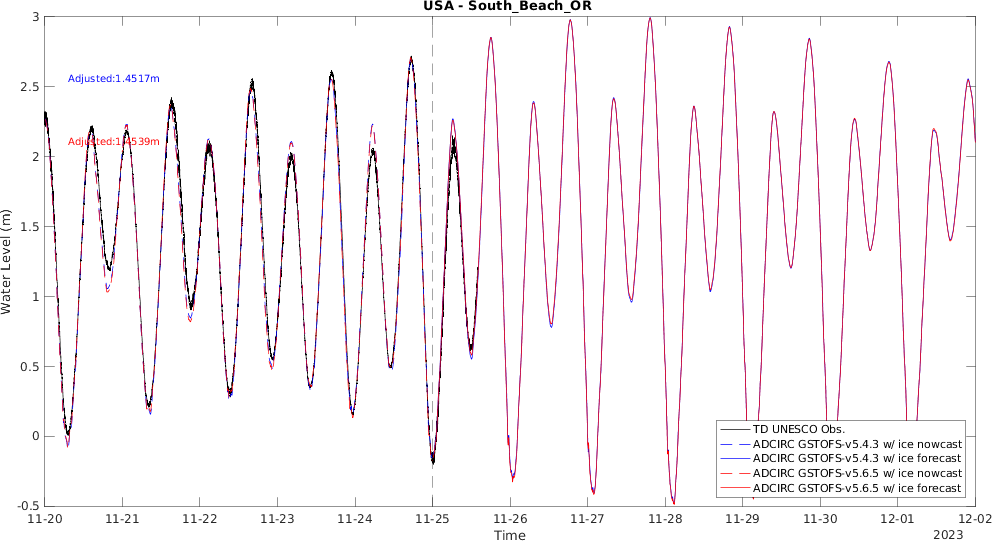 USA - South_Beach_OR
Water Level (m)
3
2.5
2
1.5
1
0.5
0
-0.5
Adjusted:1.4517m
Adjusted:1.4539m
TD UNESCO Obs.
ADCIRC GSTOFS-v5.4.3 w/ ice nowcast
ADCIRC GSTOFS-v5.4.3 w/ ice forecast
ADCIRC GSTOFS-v5.6.5 w/ ice nowcast
ADCIRC GSTOFS-v5.6.5 w/ ice forecast
11-20 11-21 11-22 11-23 11-24 11-25 11-26 11-27 11-28 11-29 11-30 12-01 12-02
Time
2023